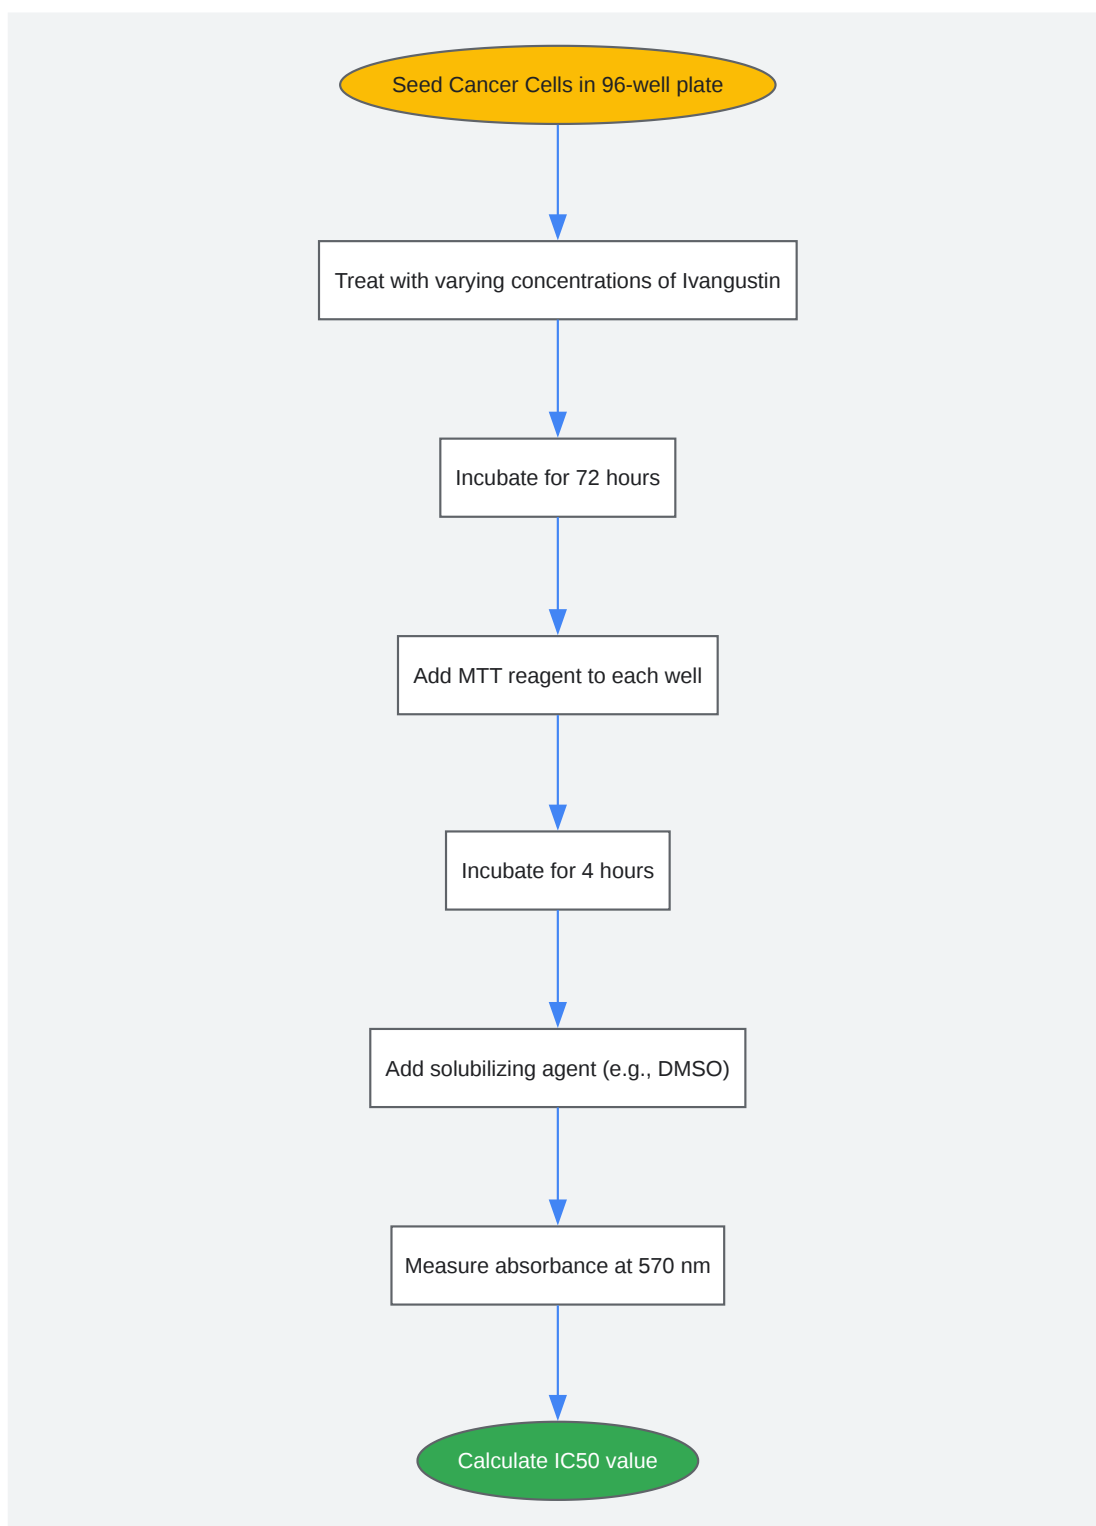 Seed Cancer Cells in 96-well plate
Treat with varying concentrations of Ivangustin
Incubate for 72 hours
Add MTT reagent to each well
Incubate for 4 hours
Add solubilizing agent (e.g., DMSO)
Measure absorbance at 570 nm
Calculate IC50 value